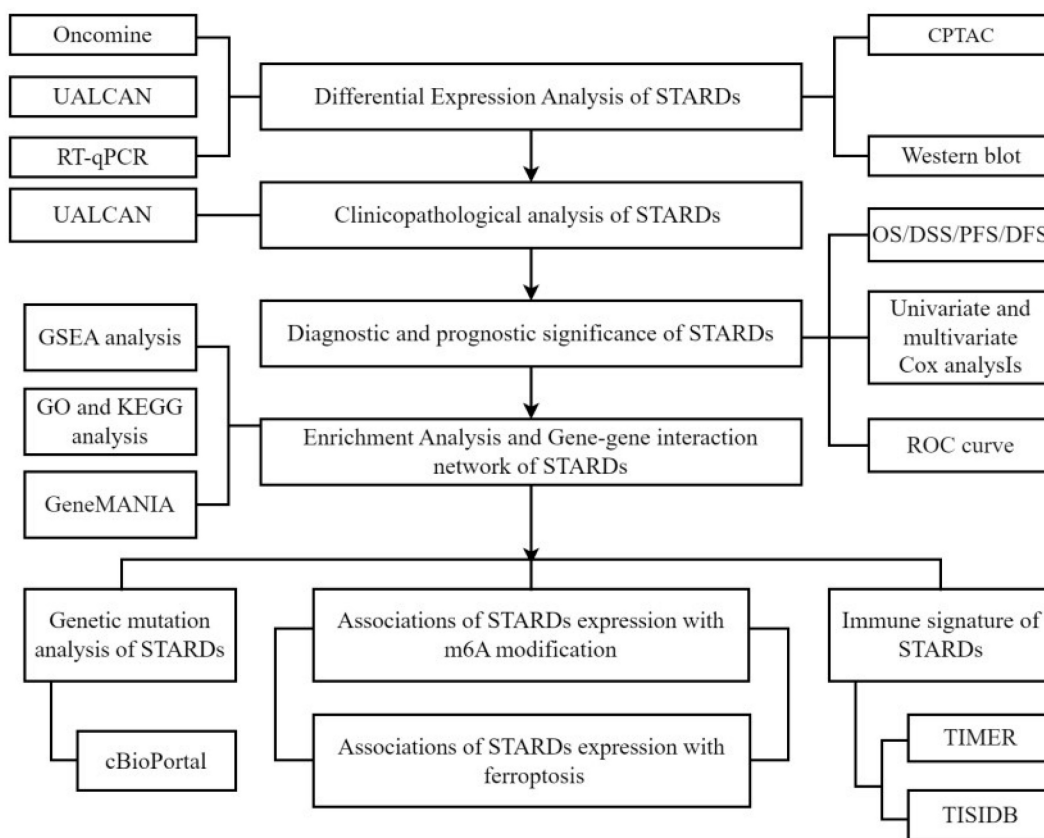 Oncomine
CPTAC
UALCAN
Differential Expression Analysis of STARDs
RT-qPCR
Western blot
UALCAN
Clinicopathological analysis of STARDs
OS/DSS/PFS/DFS
GSEA analysis
Diagnostic and prognostic significance of STARDs
Univariate and
multivariate
Cox analysIs
GO and KEGG
analysis
Enrichment Analysis and Gene-gene interaction
network of STARDs
ROC curve
GeneMANIA
Genetic mutation
analysis of STARDs
Associations of STARDs expression with
m6A modification
Immune signature of
STARDs
cBioPortal
Associations of STARDs expression with
ferroptosis
TIMER
TISIDB